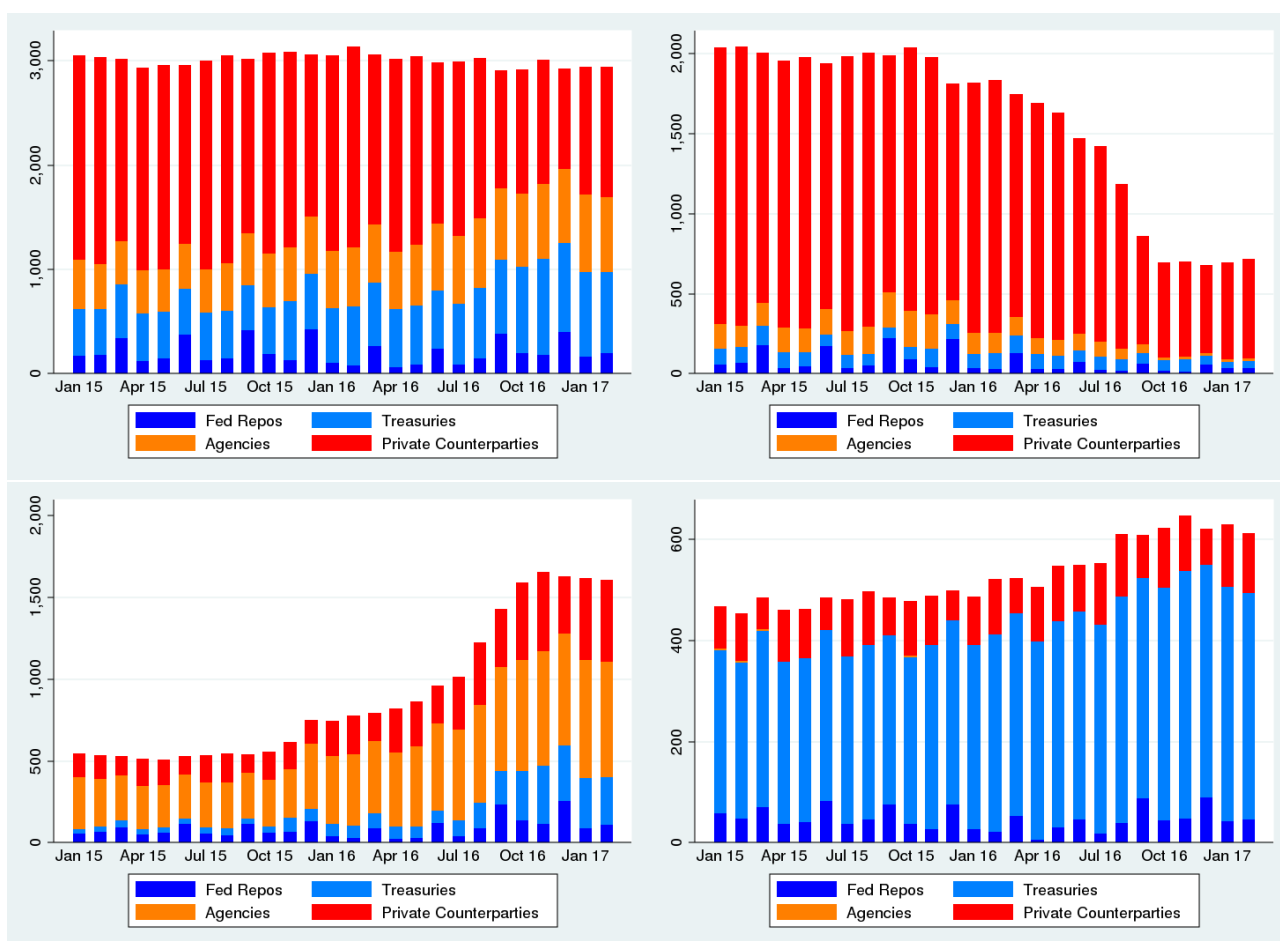 3,000
2,000
1,000
0
Jan 15 Apr 15 Jul 15 Oct 15 Jan 16 Apr 16 Jul 16 Oct 16 Jan 17
Fed Repos Treasuries
Agencies Private Counterparties
2,000
1,500
1,000
500
0
Jan 15 Apr 15 Jul 15 Oct 15 Jan 16 Apr 16 Jul 16 Oct 16 Jan 17
Fed Repos Treasuries
Agencies Private Counterparties
2,000
1,500
1,000
500
0
Jan 15 Apr 15 Jul 15 Oct 15 Jan 16 Apr 16 Jul 16 Oct 16 Jan 17
Fed Repos Treasuries
Agencies Private Counterparties
600
400
200
0
Jan 15 Apr 15 Jul 15 Oct 15 Jan 16 Apr 16 Jul 16 Oct 16 Jan 17
Fed Repos Treasuries
Agencies Private Counterparties